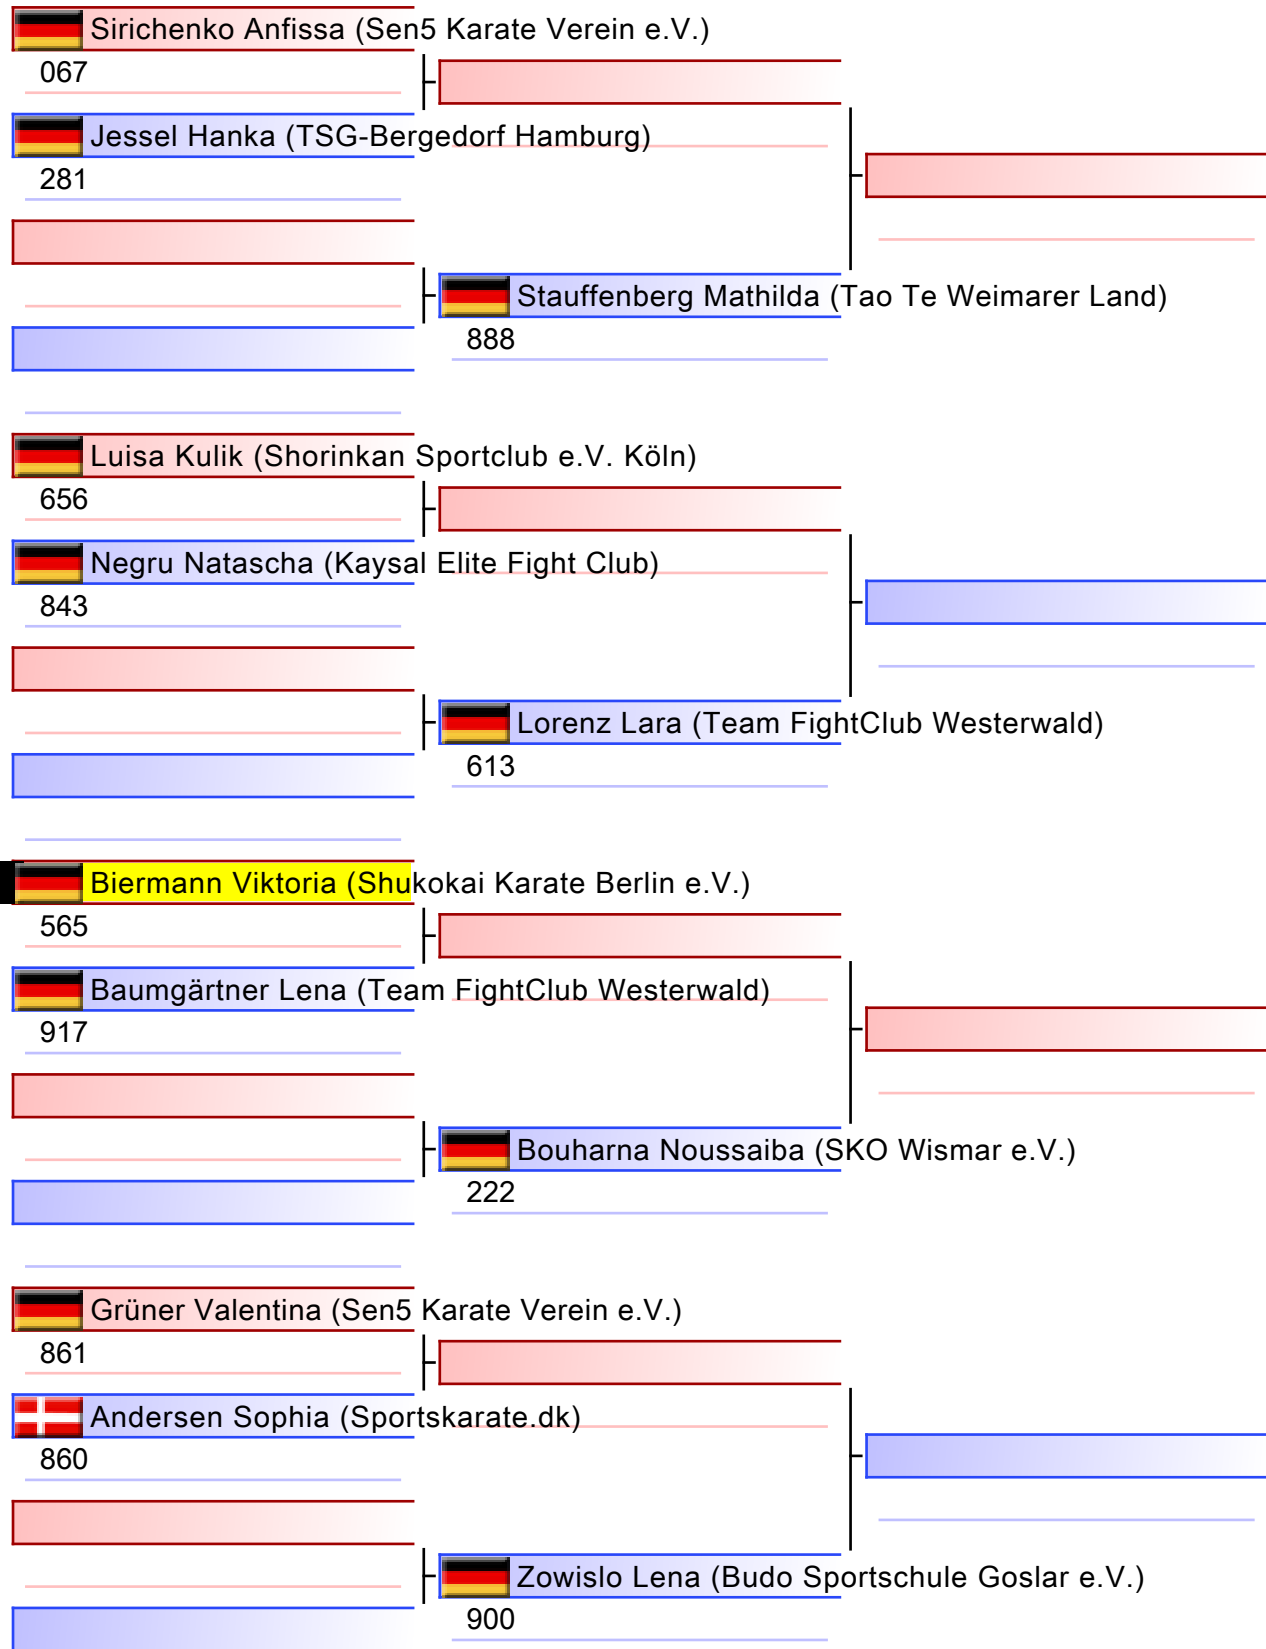 Sirichenko Anfissa (Sen5 Karate Verein e.V.)
067
Jessel Hanka (TSG-Bergedorf Hamburg)
281
Stauffenberg Mathilda (Tao Te Weimarer Land)
888
Luisa Kulik (Shorinkan Sportclub e.V. Köln)
656
Negru Natascha (Kaysal Elite Fight Club)
843
Lorenz Lara (Team FightClub Westerwald)
613
Biermann Viktoria (Shukokai Karate Berlin e.V.)
565
Baumgärtner Lena (Team FightClub Westerwald)
917
Bouharna Noussaiba (SKO Wismar e.V.)
222
Grüner Valentina (Sen5 Karate Verein e.V.)
861
Andersen Sophia (Sportskarate.dk)
860
Zowislo Lena (Budo Sportschule Goslar e.V.)
900